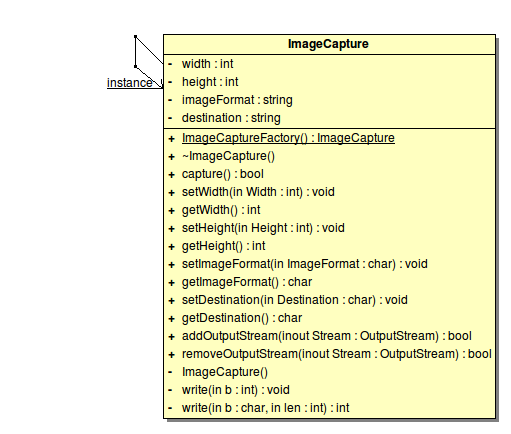 ImageCapture
- width : int
instance
- height : int
- imageFormat : string
- destination : string
+ ImageCaptureFactory() : ImageCapture
+ ~ImageCapture()
+ capture() : bool
+ setWidth(in Width : int) : void
+ getWidth() : int
+ setHeight(in Height : int) : void
+ getHeight() : int
+ setImageFormat(in ImageFormat : char) : void
+ getImageFormat() : char
+ setDestination(in Destination : char) : void
+ getDestination() : char
+ addOutputStream(inout Stream : OutputStream) : bool
+ removeOutputStream(inout Stream : OutputStream) : bool
- ImageCapture()
- write(in b : int) : void
- write(in b : char, in len : int) : int